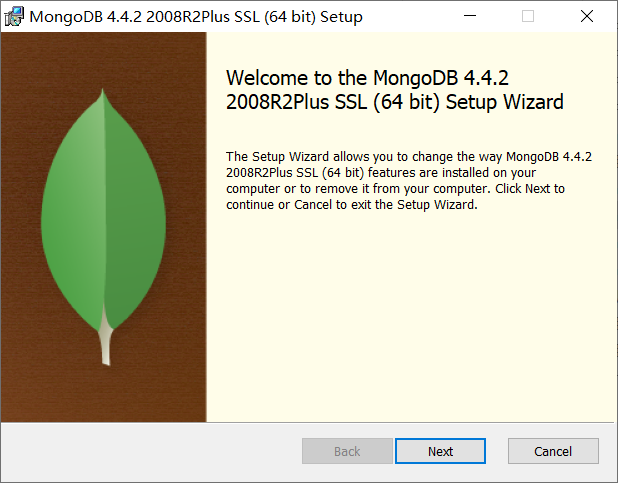 MongoDB 4.4.2 2008R2Plus SSL (64 bit) Setup
Welcome to the MongoDB 4.4.2
2008R2Plus SSL (64 bit) Setup Wizard
The Setup Wizard allows you to change the way MongoDB 4.4.2
2008R2Plus SSL (64 bit) features are installed on your
computer or to remove it from your computer. Click Next to
continue or Cancel to exit the Setup Wizard.
Back
Next
Cancel